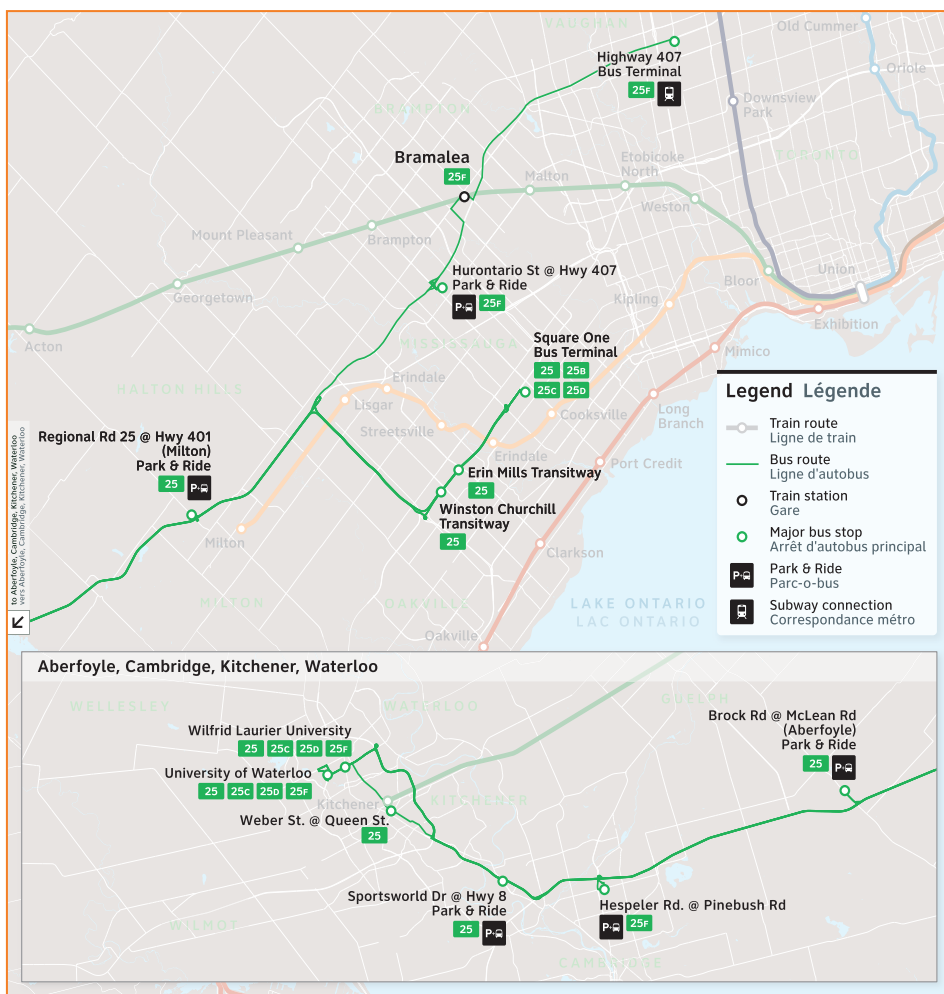 VAUGHAN
Old Cummer
Oriole
Highway 407
Bus Terminal
25F
Downsview
Park
BRAMPTON
TORONTO
Bramalea
25F
Etobicoke
North
Malton
Weston
Mount Pleasant
Brampton
Georgetown
Acton
Hurontario St @ Hwy 407
Park & Ride
P 25F
Bloor
Union
Kipling
Exhibition
MISSISSAUGA
Mimico
Square One
Bus Terminal
25 25B
25C 25D
HALTON HILLS
Erindale
Lisgar
Streetsville
Cooksville
Erindale
Long
Branch
Port Credit
Regional Rd 25 @ Hwy 401
(Milton)
Park & Ride
25 P
Erin Mills Transitway
25
Winston Churchill
Transitway
25
Milton
Clarkson
MILTON
OAKVILLE
Oakville
LAKE ONTARIO
LAC ONTARIO
to Aberfoyle, Cambridge, Kitchener, Waterloo
vers Aberfoyle, Cambridge, Kitchener, Waterloo
Legend Légende
Train route
Ligne de train
Bus route
Ligne d'autobus
Train station
Gare
Major bus stop
Arrêt d'autobus principal
P Park & Ride
Parc-o-bus
Subway connection
Correspondance métro
Aberfoyle, Cambridge, Kitchener, Waterloo
WELLESLEY
WATERLOO
GUELPH
Wilfrid Laurier University
25 25C 25D 25F
University of Waterloo
25 25C 25D 25F
Kitchener
KITCHENER
Weber St. @ Queen St.
25
Brock Rd @ McLean Rd
(Aberfoyle)
Park & Ride
25 P
Sportsworld Dr @ Hwy 8
Park & Ride
25 P
Hespeler Rd. @ Pinebush Rd
P 25F
WILMOT
CAMBRIDGE